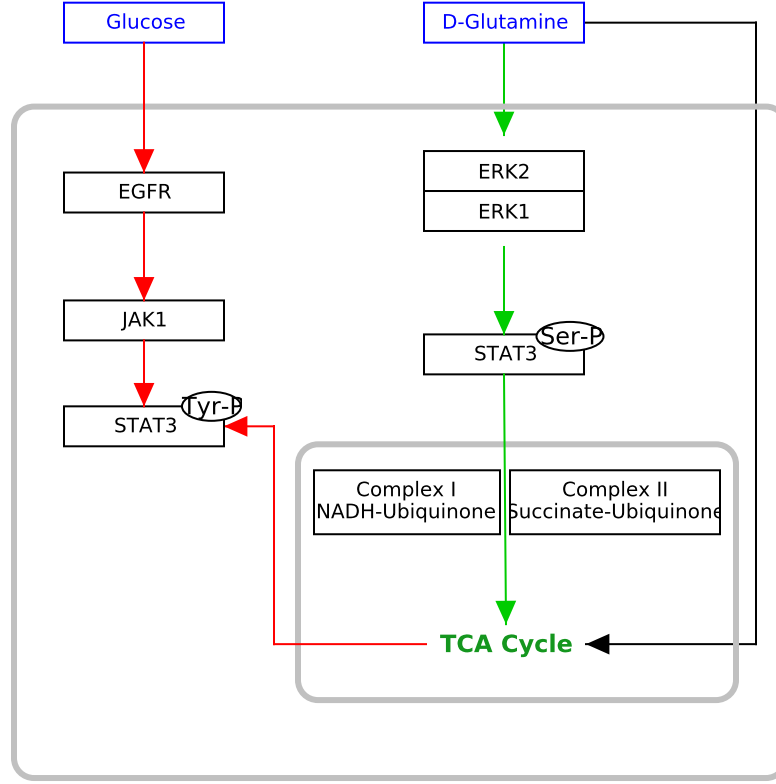 Glucose
D-Glutamine
EGFR
ERK2
ERK1
JAK1
STAT3
Ser-P
STAT3
Tyr-P
Complex I
NADH-Ubiquinone
Complex II
Succinate-Ubiquinone
TCA Cycle